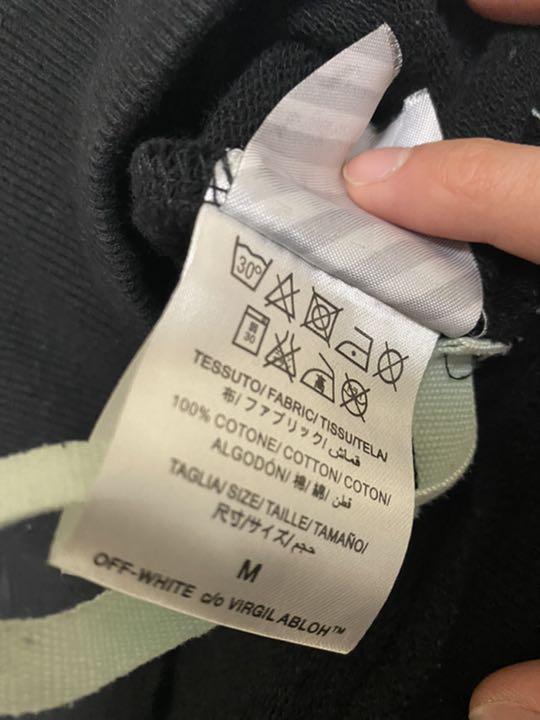 30°
30
TESSUTO/ FABRIC/ TISSU/TELA/
布/ ファブリック/ قماش/
100% COTONE/ COTTON/ COTON/
ALGODÓN/ 棉/ 綿/ قطن/
TAGLIA/ SIZE/ TAILLE/ TAMAÑO/
尺寸/サイズ/ حجم/
M
OFF-WHITE c/o VIRGIL ABLOH™